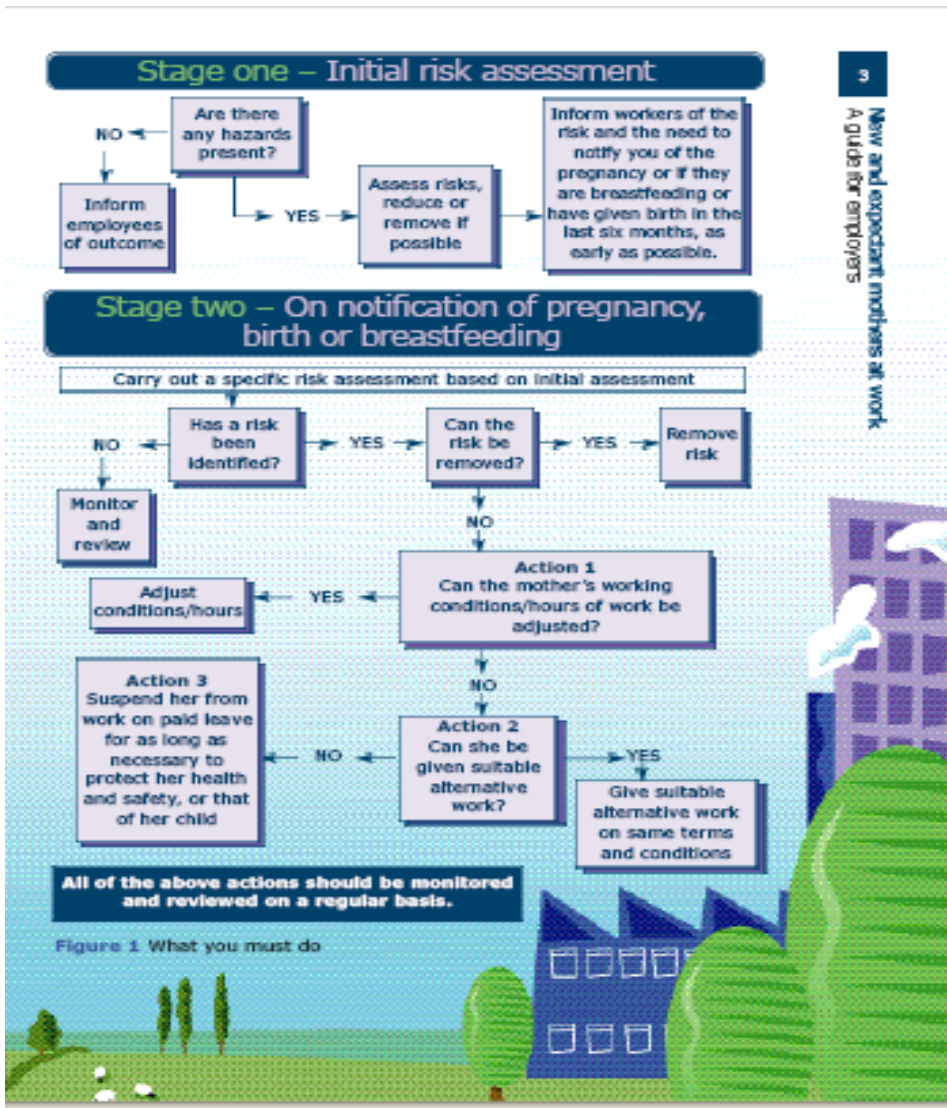 Stage one – Initial risk assessment
Are there
any hazards
present?
NO
Inform
employees
of outcome
YES
Assess risks,
reduce or
remove if
possible
Inform workers of the
risk and the need to
notify you of the
pregnancy or if they
are breastfeeding or
have given birth in the
last six months, as
early as possible.
Stage two – On notification of pregnancy,
birth or breastfeeding
Carry out a specific risk assessment based on initial assessment
Has a risk
been
identified?
NO
Monitor
and
review
YES
Can the
risk be
removed?
YES
Remove
risk
NO
Action 1
Can the mother's working
conditions/hours of work be
adjusted?
YES
Adjust
conditions/hours
NO
Action 2
Can she be
given suitable
alternative
work?
YES
Give suitable
alternative work
on same terms
and conditions
NO
Action 3
Suspend her from
work on paid leave
for as long as
necessary to
protect her health
and safety, or that
of her child
All of the above actions should be monitored
and reviewed on a regular basis.
Figure 1 What you must do
3
New and expectant mothers at work
A guide for employers